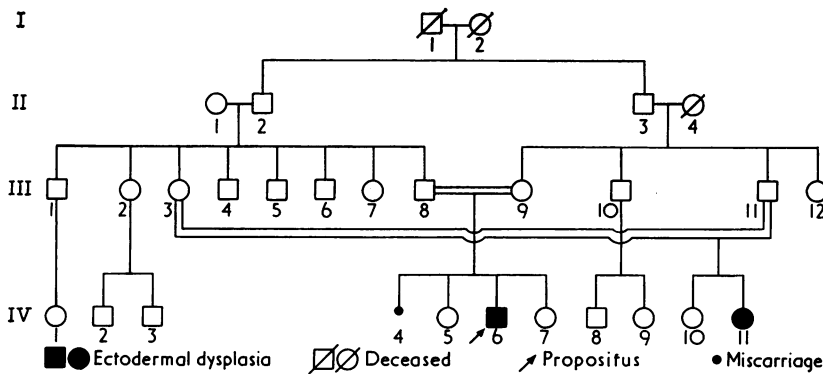 I
1 2
II
1 2 3 4
III
1 2 3 4 5 6 7 8 9 10 11 12
IV
1 2 3 4 5 6 7 8 9 10 11
Ectodermal dysplasia Deceased Propositus Miscarriage